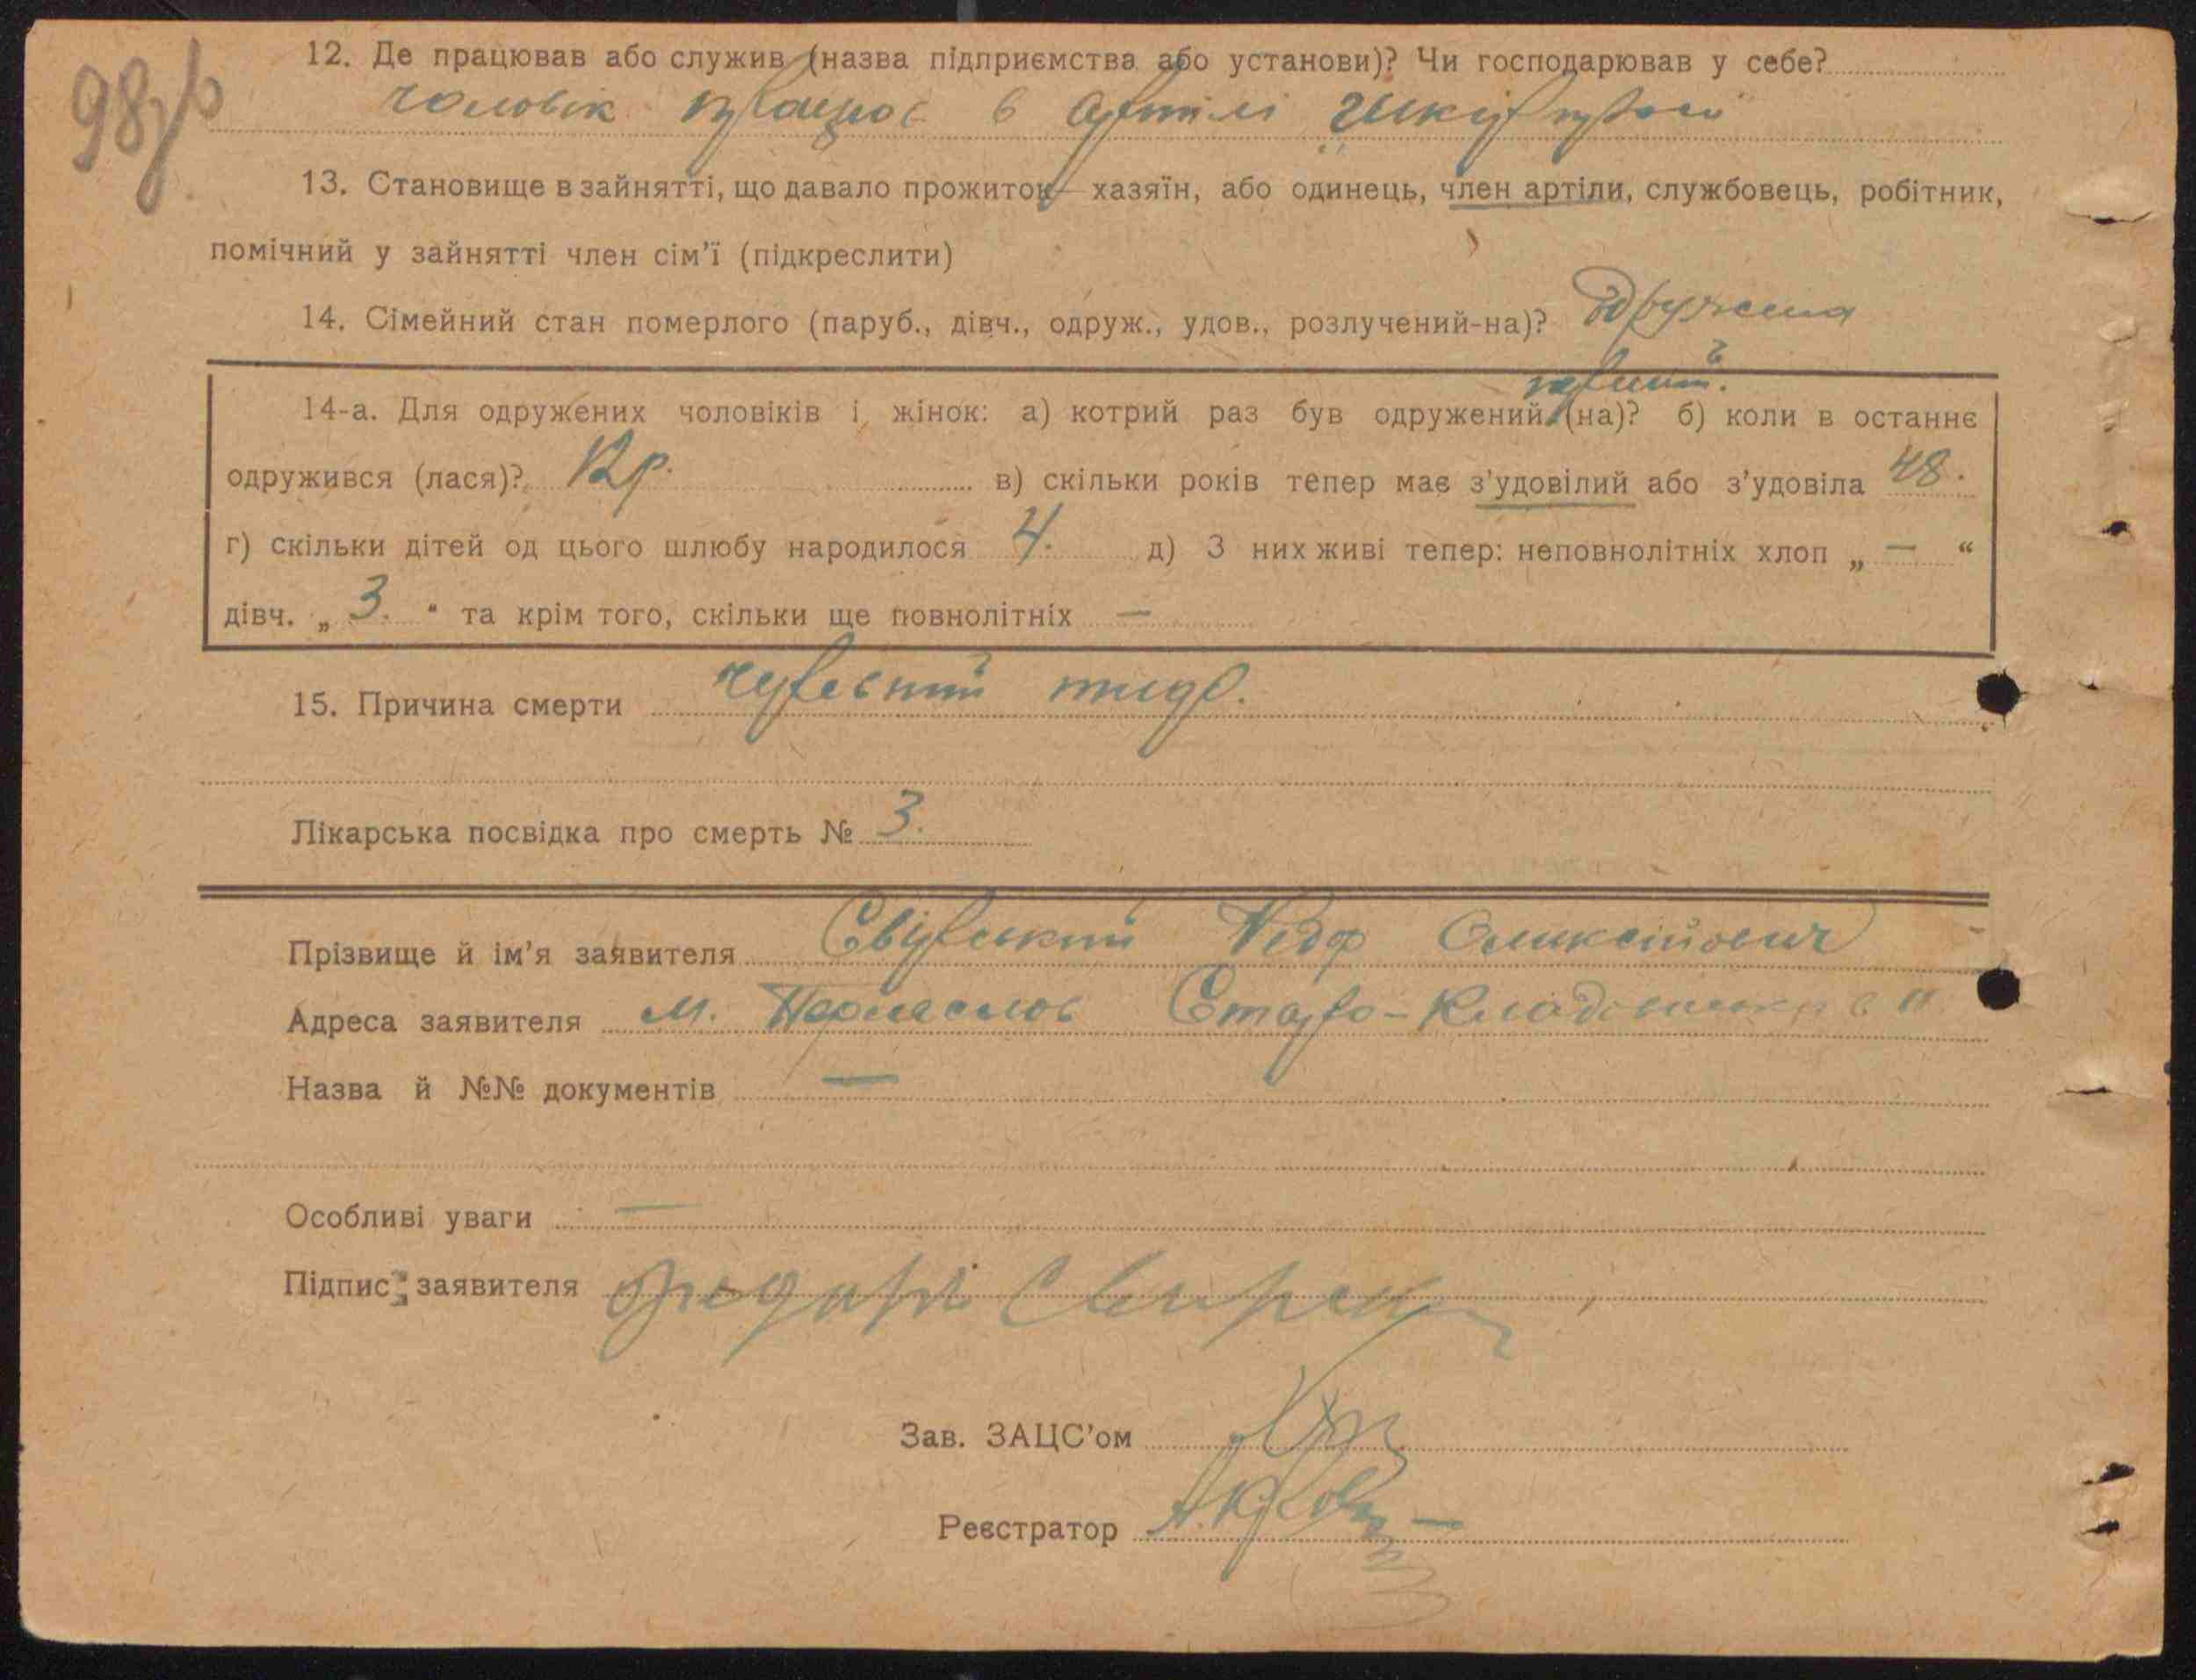 98зв
12. Де працював або служив (назва підприємства або установи)? Чи господарював у себе?
чоловік працює в артілі
13. Становище в зайнятті, що давало прожиток— хазяїн, або одинець, член артіли, службовець, робітник,
помічний у зайнятті член сім'ї (підкреслити)
14. Сімейний стан померлого (паруб., дівч., одруж., удов., розлучений-на)? Одружена
перший.
14-а. Для одружених чоловіків і жінок: а) котрий раз був одружений (на)? б) коли в останнє
одружився (лася)? 12 р. в) скільки років тепер має з'удовілий або з'удовіла 48.
г) скільки дітей од цього шлюбу народилося 4. д) З них живі тепер: неповнолітніх хлоп „ — “
дівч. „ 3. “ та крім того, скільки ще повнолітніх —
15. Причина смерти черевний тиф.
Лікарська посвідка про смерть № 3.
Прізвище й ім'я заявителя Свірський Оликсійович
Адреса заявителя м. Старо-Кладовищ
Назва й №№ документів —
Особливі уваги —
Підпис заявителя
Зав. ЗАЦС'ом
Реєстратор